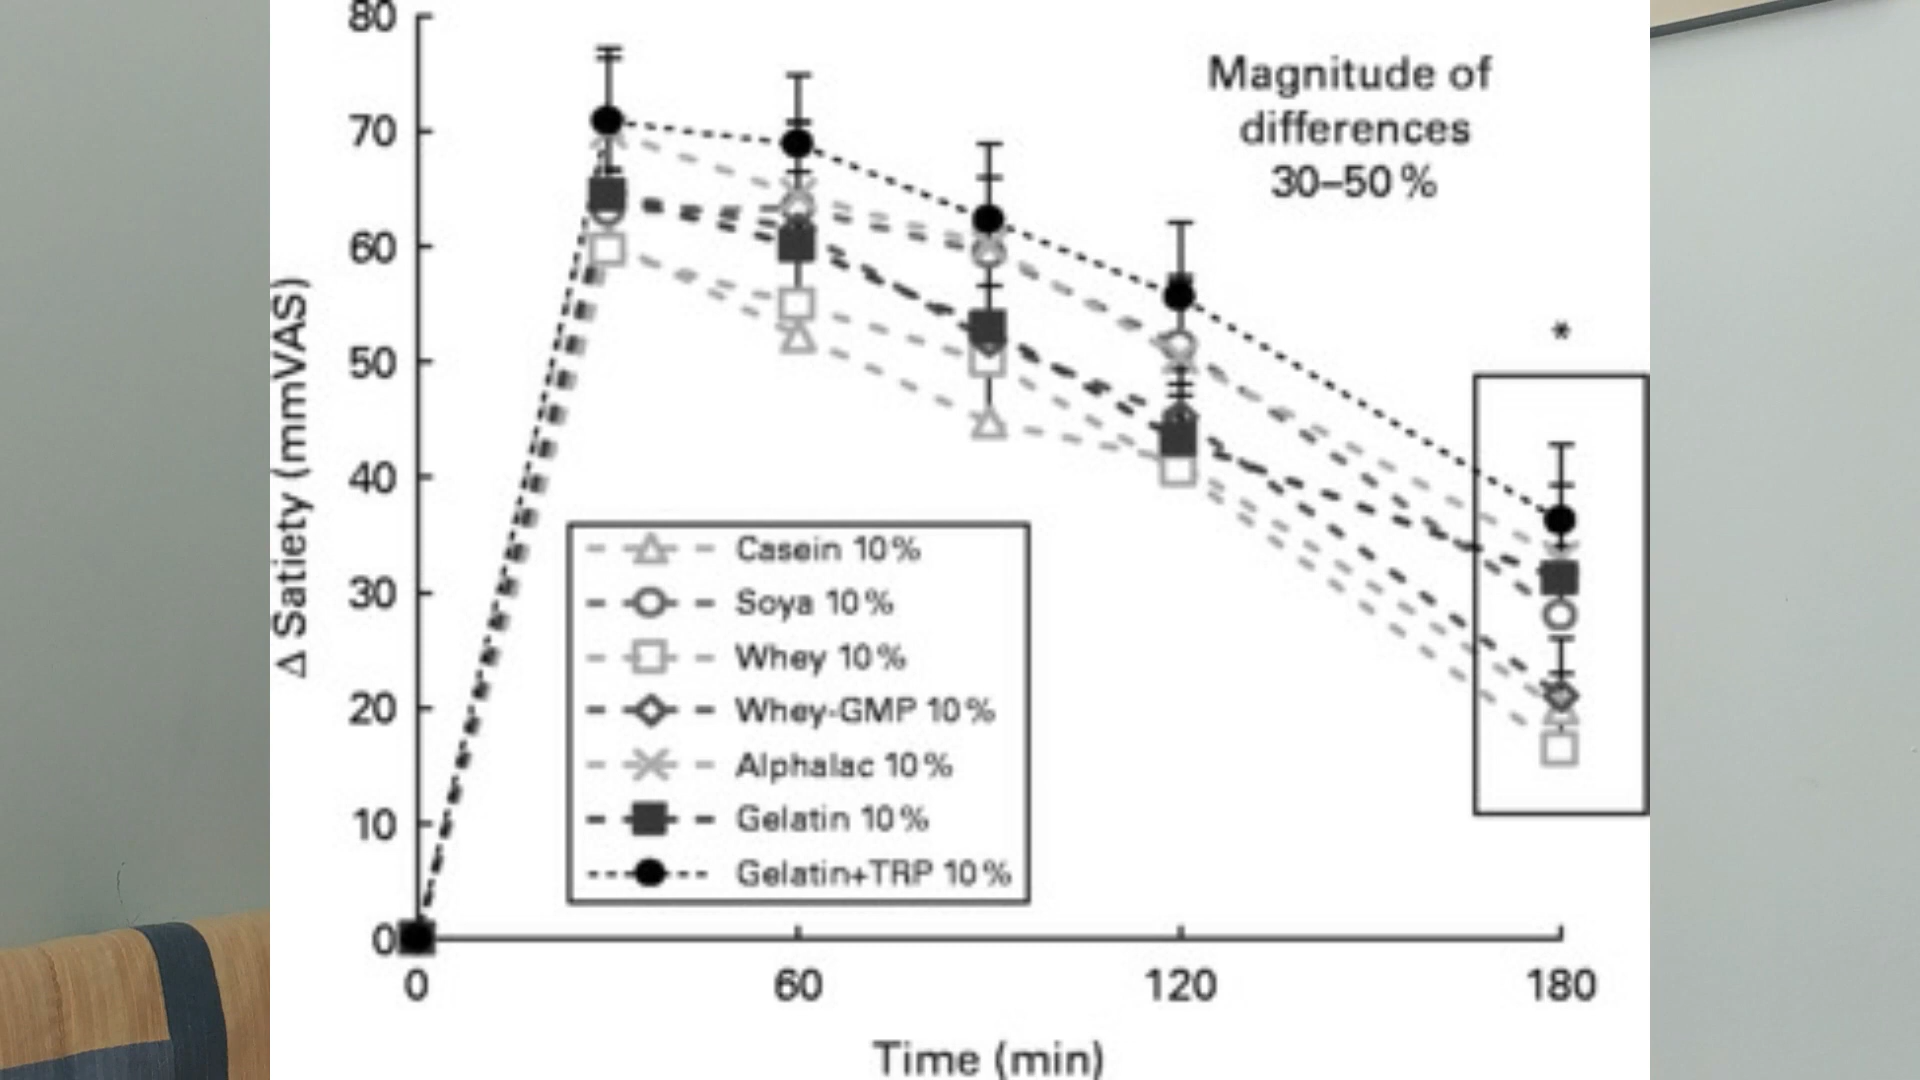 80
70
60
50
40
30
20
10
0
Δ Satiety (mmVAS)
Magnitude of
differences
30–50 %
*
Casein 10 %
Soya 10 %
Whey 10 %
Whey-GMP 10 %
Alphalac 10 %
Gelatin 10 %
Gelatin+TRP 10 %
0 60 120 180
Time (min)